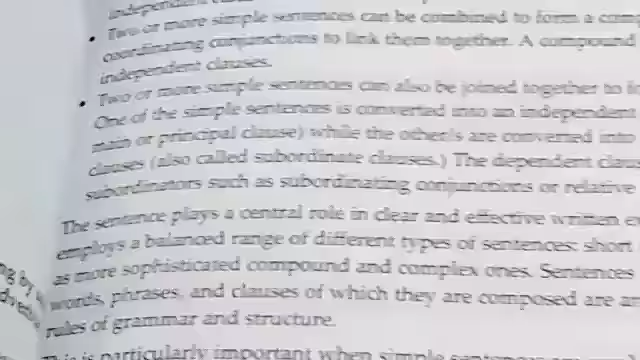 independent
• Two or more simple sentences can be combined to form a
coordinating conjunctions to link them together. A compound
independent clauses.
• Two or more simple sentences can also be joined together to
One of the simple sentences is converted into an independent
main or principal clause) while the other/s are converted into
clauses (also called subordinate clauses.) The dependent
subordinators such as subordinating conjunctions or relative
The sentence plays a central role in clear and effective written
employs a balanced range of different types of sentences: short
as more sophisticated compound and complex ones. Sentences
words, phrases, and clauses of which they are composed are
rules of grammar and structure.
This is particularly important when simple sentences